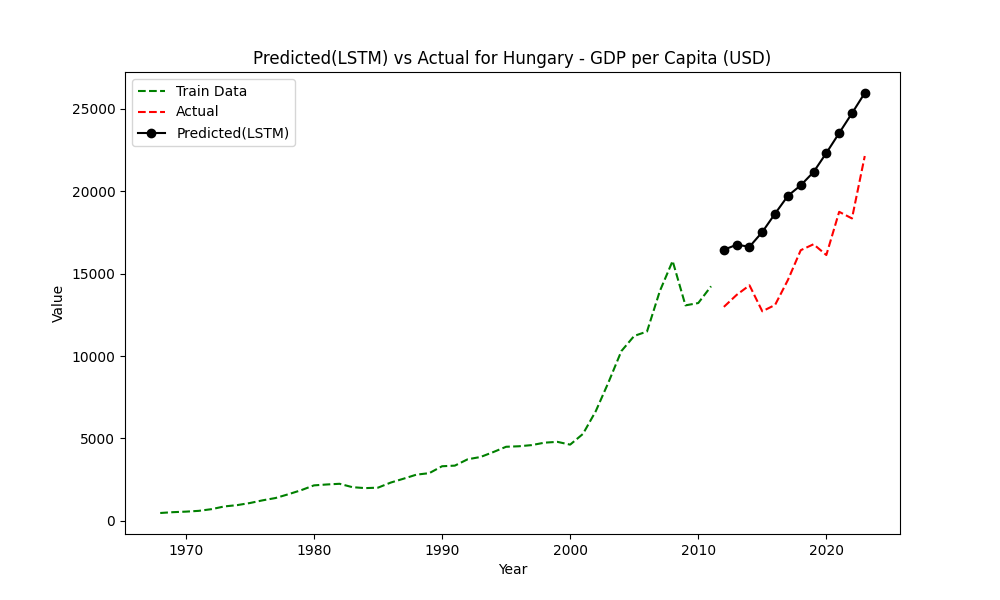 Predicted(LSTM) vs Actual for Hungary - GDP per Capita (USD)
Train Data
Actual
Predicted(LSTM)
25000
20000
15000
10000
5000
0
Value
1970
1980
1990
2000
2010
2020
Year